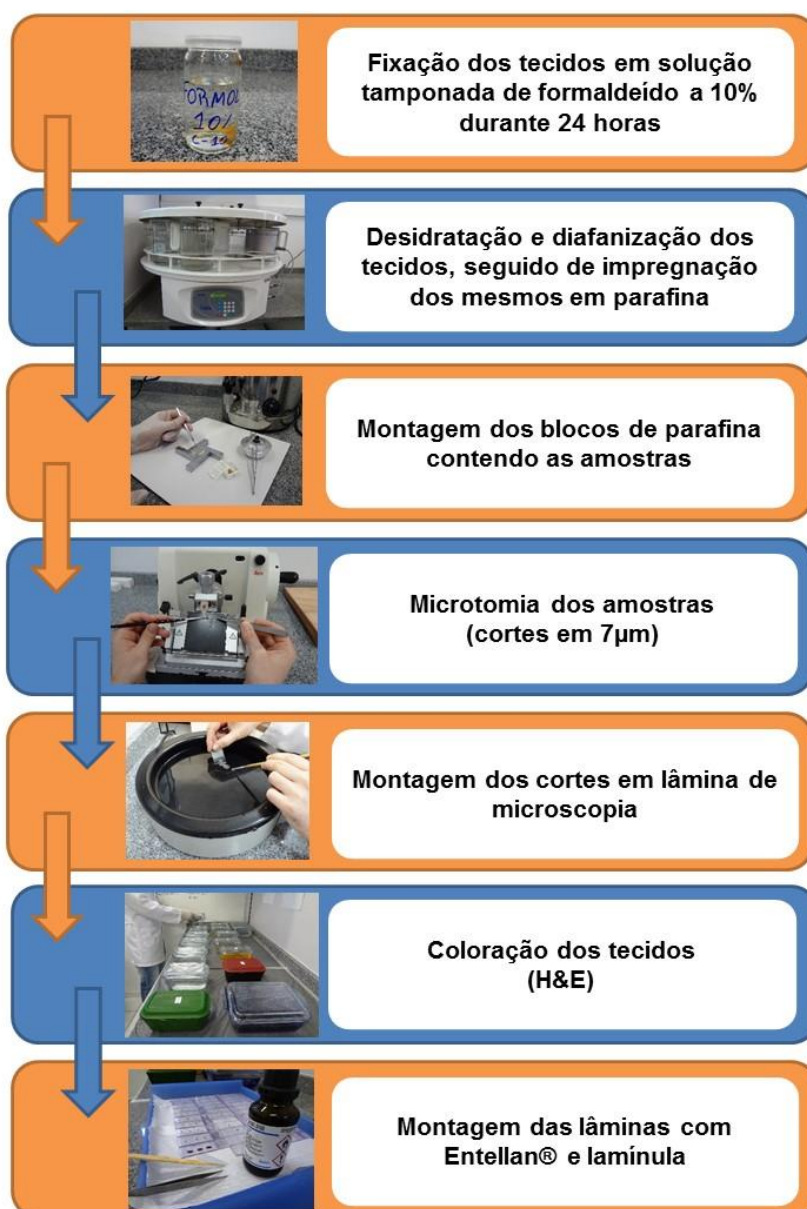 FORMOL
10%
Fixação dos tecidos em solução
tamponada de formaldeído a 10%
durante 24 horas
Desidratação e diafanização dos
tecidos, seguido de impregnação
dos mesmos em parafina
Montagem dos blocos de parafina
contendo as amostras
Microtomia dos amostras
(cortes em 7µm)
Montagem dos cortes em lâmina de
microscopia
Coloração dos tecidos
(H&E)
Montagem das lâminas com
Entellan® e lamínula